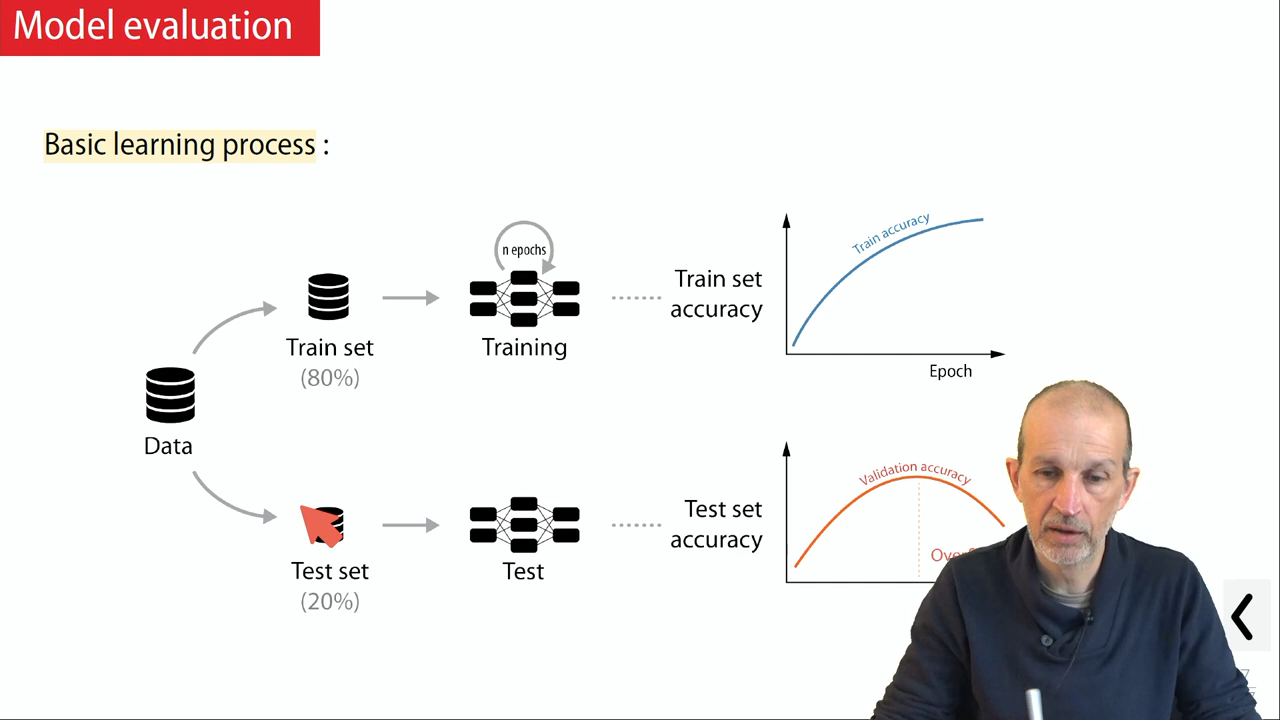 Model evaluation
Basic learning process :
n epochs
Train accuracy
Train set
accuracy
Train set
(80%)
Training
Epoch
Data
Validation accuracy
Test set
accuracy
Test set
(20%)
Test